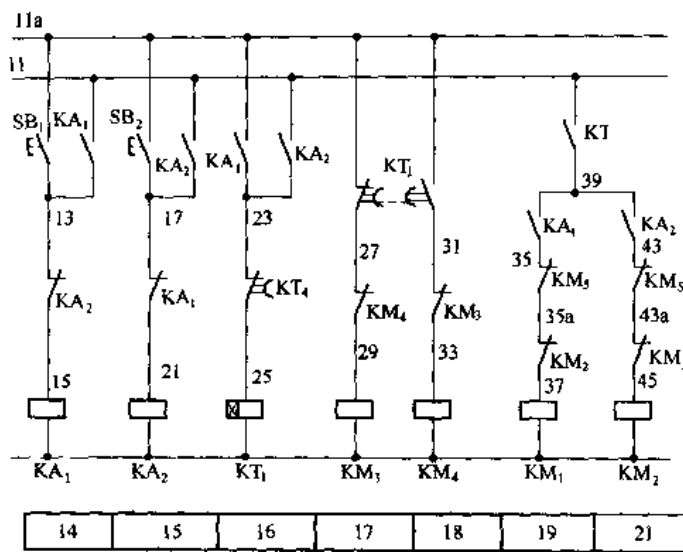 11a
11
SB₁ KA₁ SB₂ KA₂ KA₁ KA₂ KT
KT₁
13 17 23 39
KA₁ KA₂
27 31 35 43
KA₂ KA₁ KT₄ KM₄ KM₃ KM₅ KM₅
35a 43a
29 33 KM₂ KM
15 21 25 37 45
KA₁ KA₂ KT₁ KM₃ KM₄ KM₁ KM₂
14 15 16 17 18 19 21